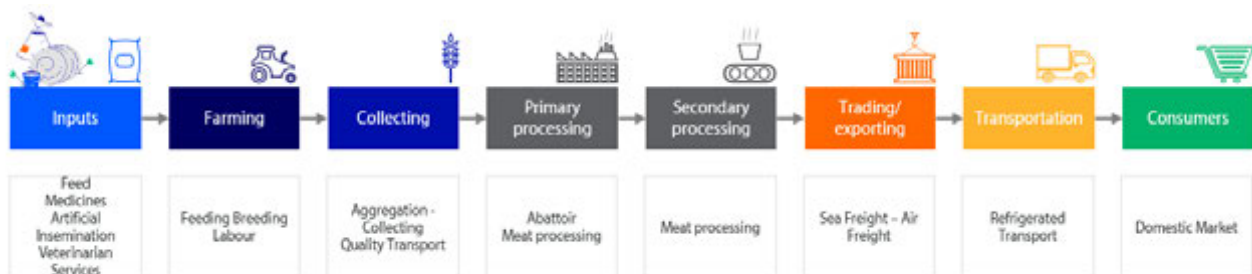 Inputs
Farming
Collecting
Primary
processing
Secondary
processing
Trading/
exporting
Transportation
Consumers
Feed
Medicines
Artificial
Insemination
Veterinarian
Services
Feeding Breeding
Labour
Aggregation -
Collecting
Quality Transport
Abattoir
Meat processing
Meat processing
Sea Freight – Air
Freight
Refrigerated
Transport
Domestic Market